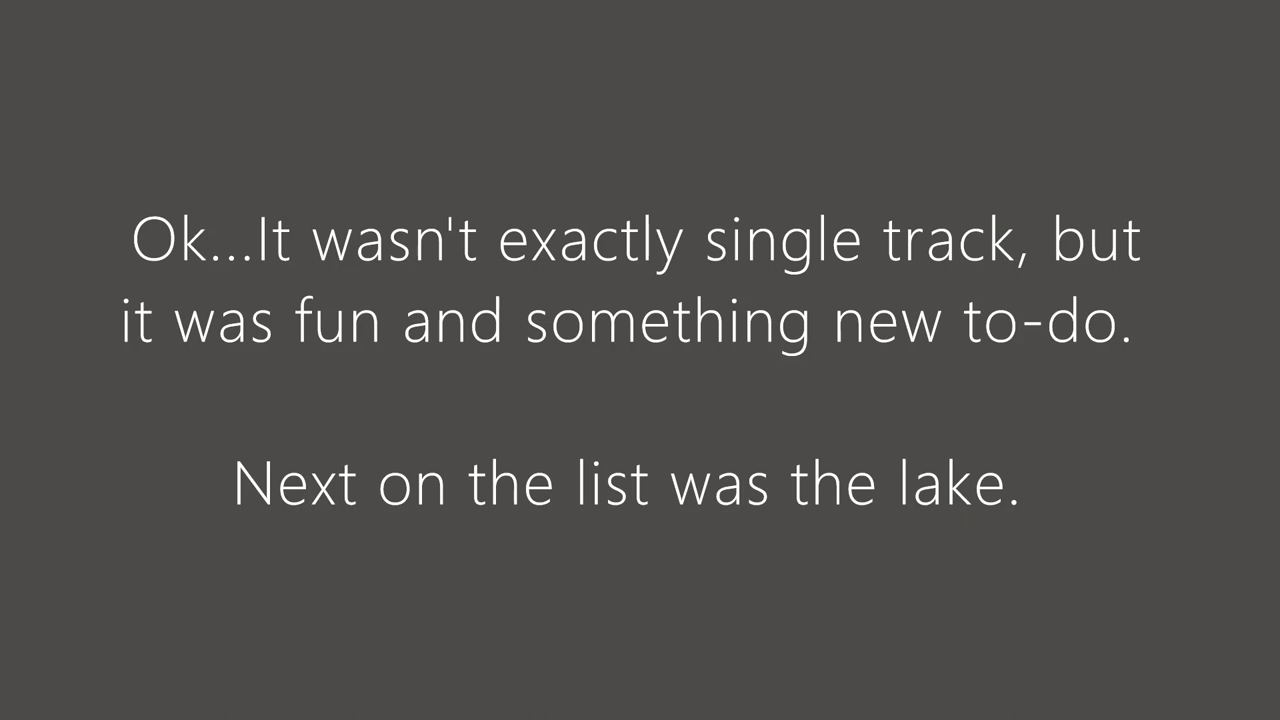 Ok...It wasn't exactly single track, but
it was fun and something new to-do.
Next on the list was the lake.